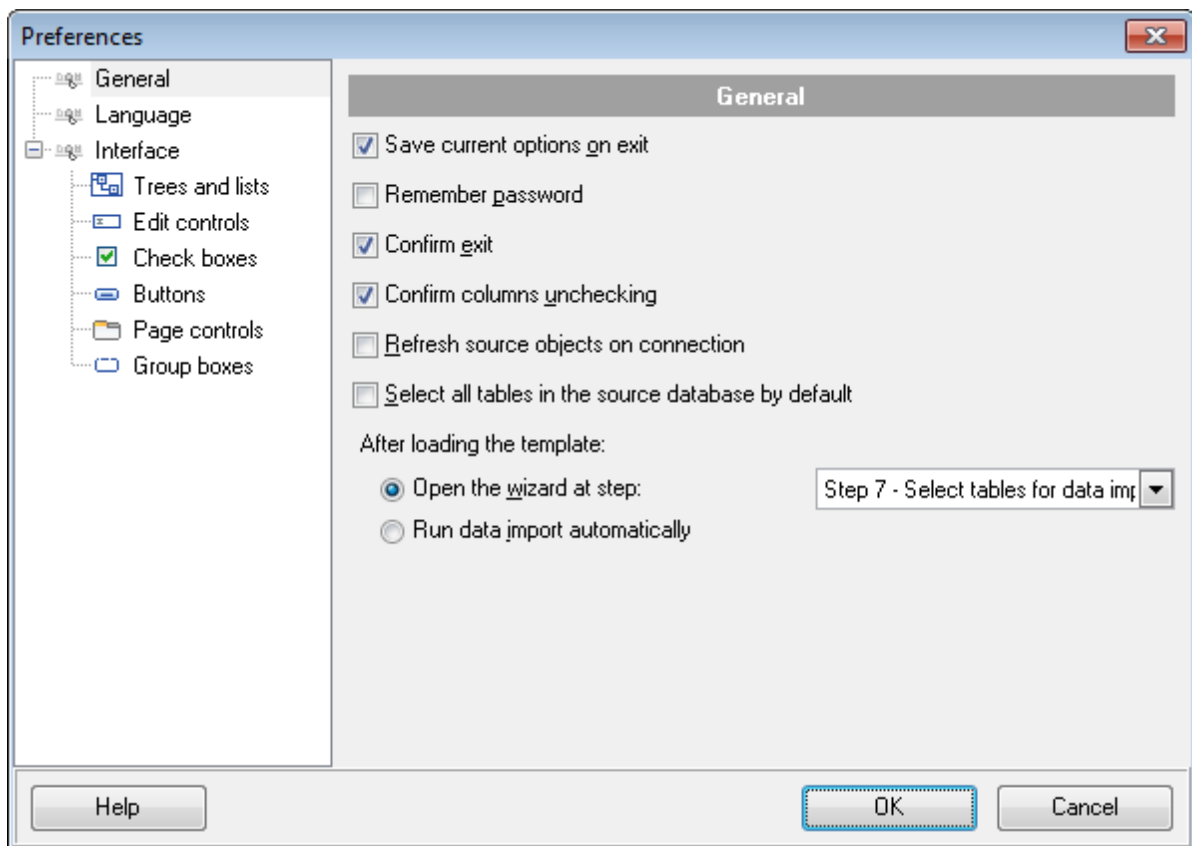 Preferences
General
Language
Interface
Trees and lists
Edit controls
Check boxes
Buttons
Page controls
Group boxes
General
Save current options on exit
Remember password
Confirm exit
Confirm columns unchecking
Refresh source objects on connection
Select all tables in the source database by default
After loading the template:
Open the wizard at step: Step 7 - Select tables for data imp
Run data import automatically
Help OK Cancel